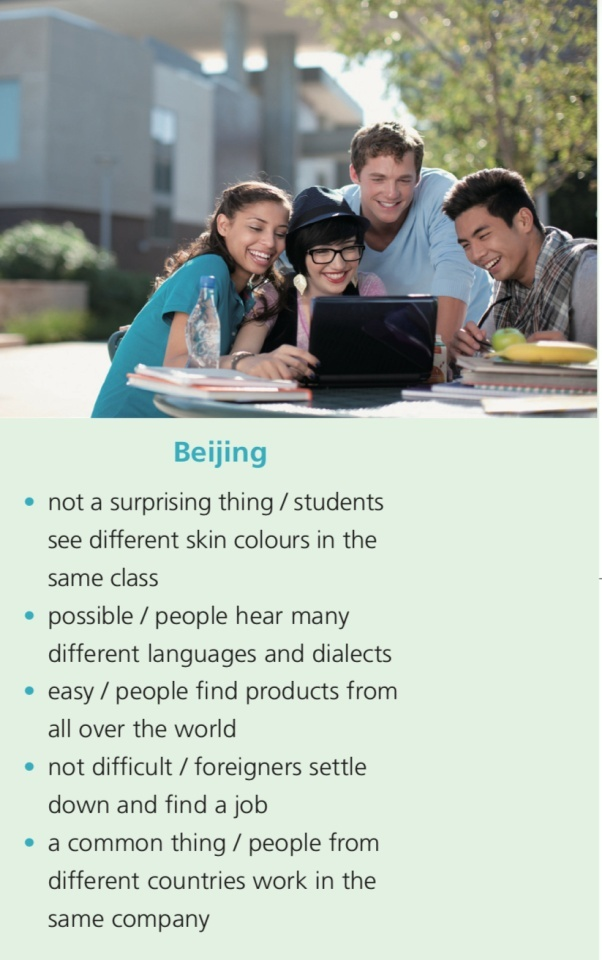 Beijing
• not a surprising thing / students
see different skin colours in the
same class
• possible / people hear many
different languages and dialects
• easy / people find products from
all over the world
• not difficult / foreigners settle
down and find a job
• a common thing / people from
different countries work in the
same company